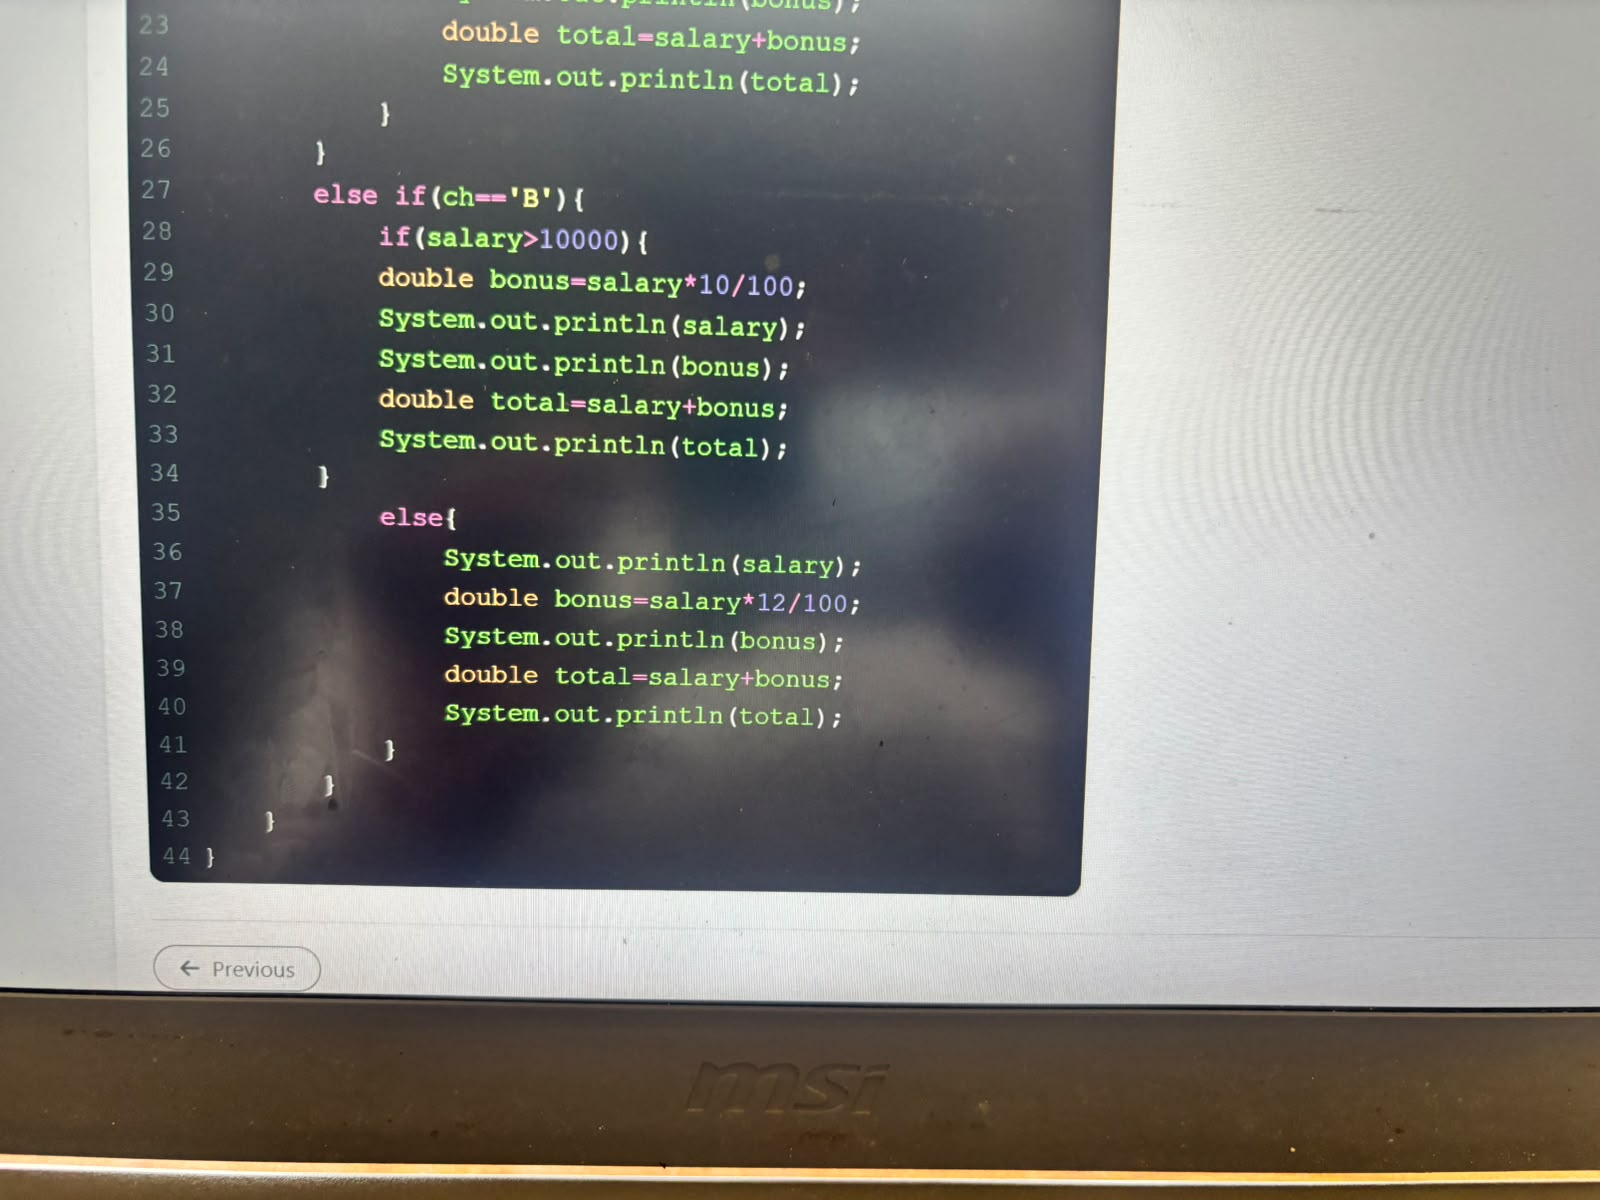 System.out.println(bonus);
23 double total=salary+bonus;
24 System.out.println(total);
25 }
26 }
27 else if(ch=='B'){
28 if(salary>10000){
29 double bonus=salary*10/100;
30 System.out.println(salary);
31 System.out.println(bonus);
32 double total=salary+bonus;
33 System.out.println(total);
34 }
35 else{
36 System.out.println(salary);
37 double bonus=salary*12/100;
38 System.out.println(bonus);
39 double total=salary+bonus;
40 System.out.println(total);
41 }
42 }
43 }
44 }
← Previous
msi